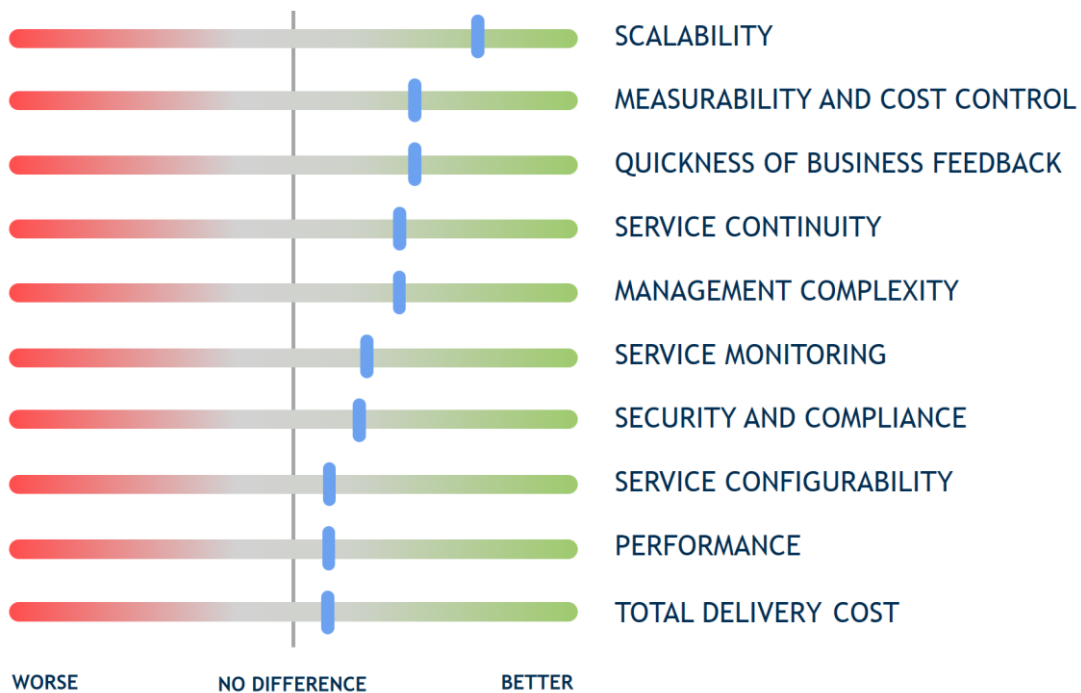 SCALABILITY
MEASURABILITY AND COST CONTROL
QUICKNESS OF BUSINESS FEEDBACK
SERVICE CONTINUITY
MANAGEMENT COMPLEXITY
SERVICE MONITORING
SECURITY AND COMPLIANCE
SERVICE CONFIGURABILITY
PERFORMANCE
TOTAL DELIVERY COST
WORSE NO DIFFERENCE BETTER